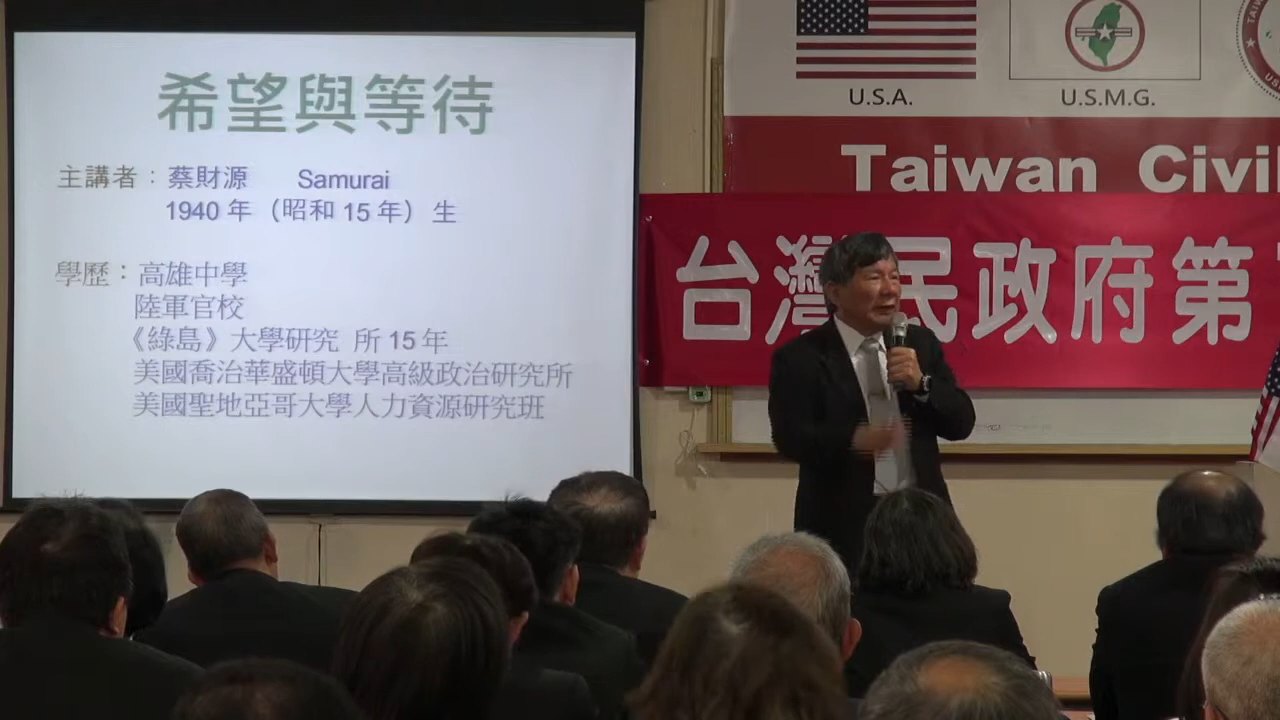 希望與等待
主講者：蔡財源 Samurai
1940 年（昭和 15 年）生
學歷：高雄中學
陸軍官校
《綠島》大學研究 所 15 年
美國喬治華盛頓大學高級政治研究所
美國聖地亞哥大學人力資源研究班
U.S.A.
U.S.M.G.
Taiwan Civil
台灣民政府第